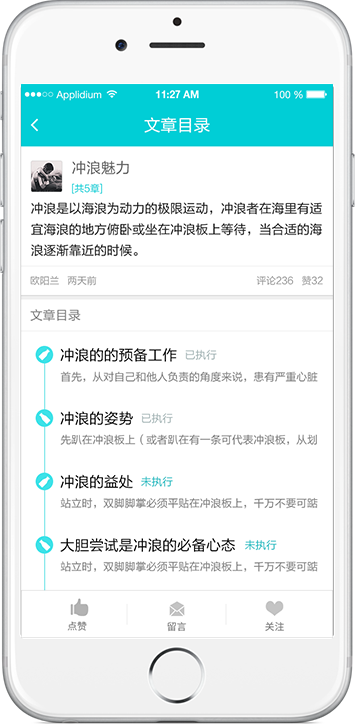 Applidium
11:27 AM
100 %
文章目录
冲浪魅力
[共5章]
冲浪是以海浪为动力的极限运动，冲浪者在海里有适
宜海浪的地方俯卧或坐在冲浪板上等待，当合适的海
浪逐渐靠近的时候。
欧阳兰 两天前 评论236 赞32
文章目录
冲浪的的预备工作 已执行
首先，从对自己和他人负责的角度来说，患有严重心脏
冲浪的姿势 已执行
先趴在冲浪板上（或者趴在有一条可代表冲浪板，从划
冲浪的益处 未执行
站立时，双脚脚掌必须平贴在冲浪板上，千万不要可踮
大胆尝试是冲浪的必备心态 未执行
站立时，双脚脚掌必须平贴在冲浪板上，千万不要可踮
点赞 留言 关注